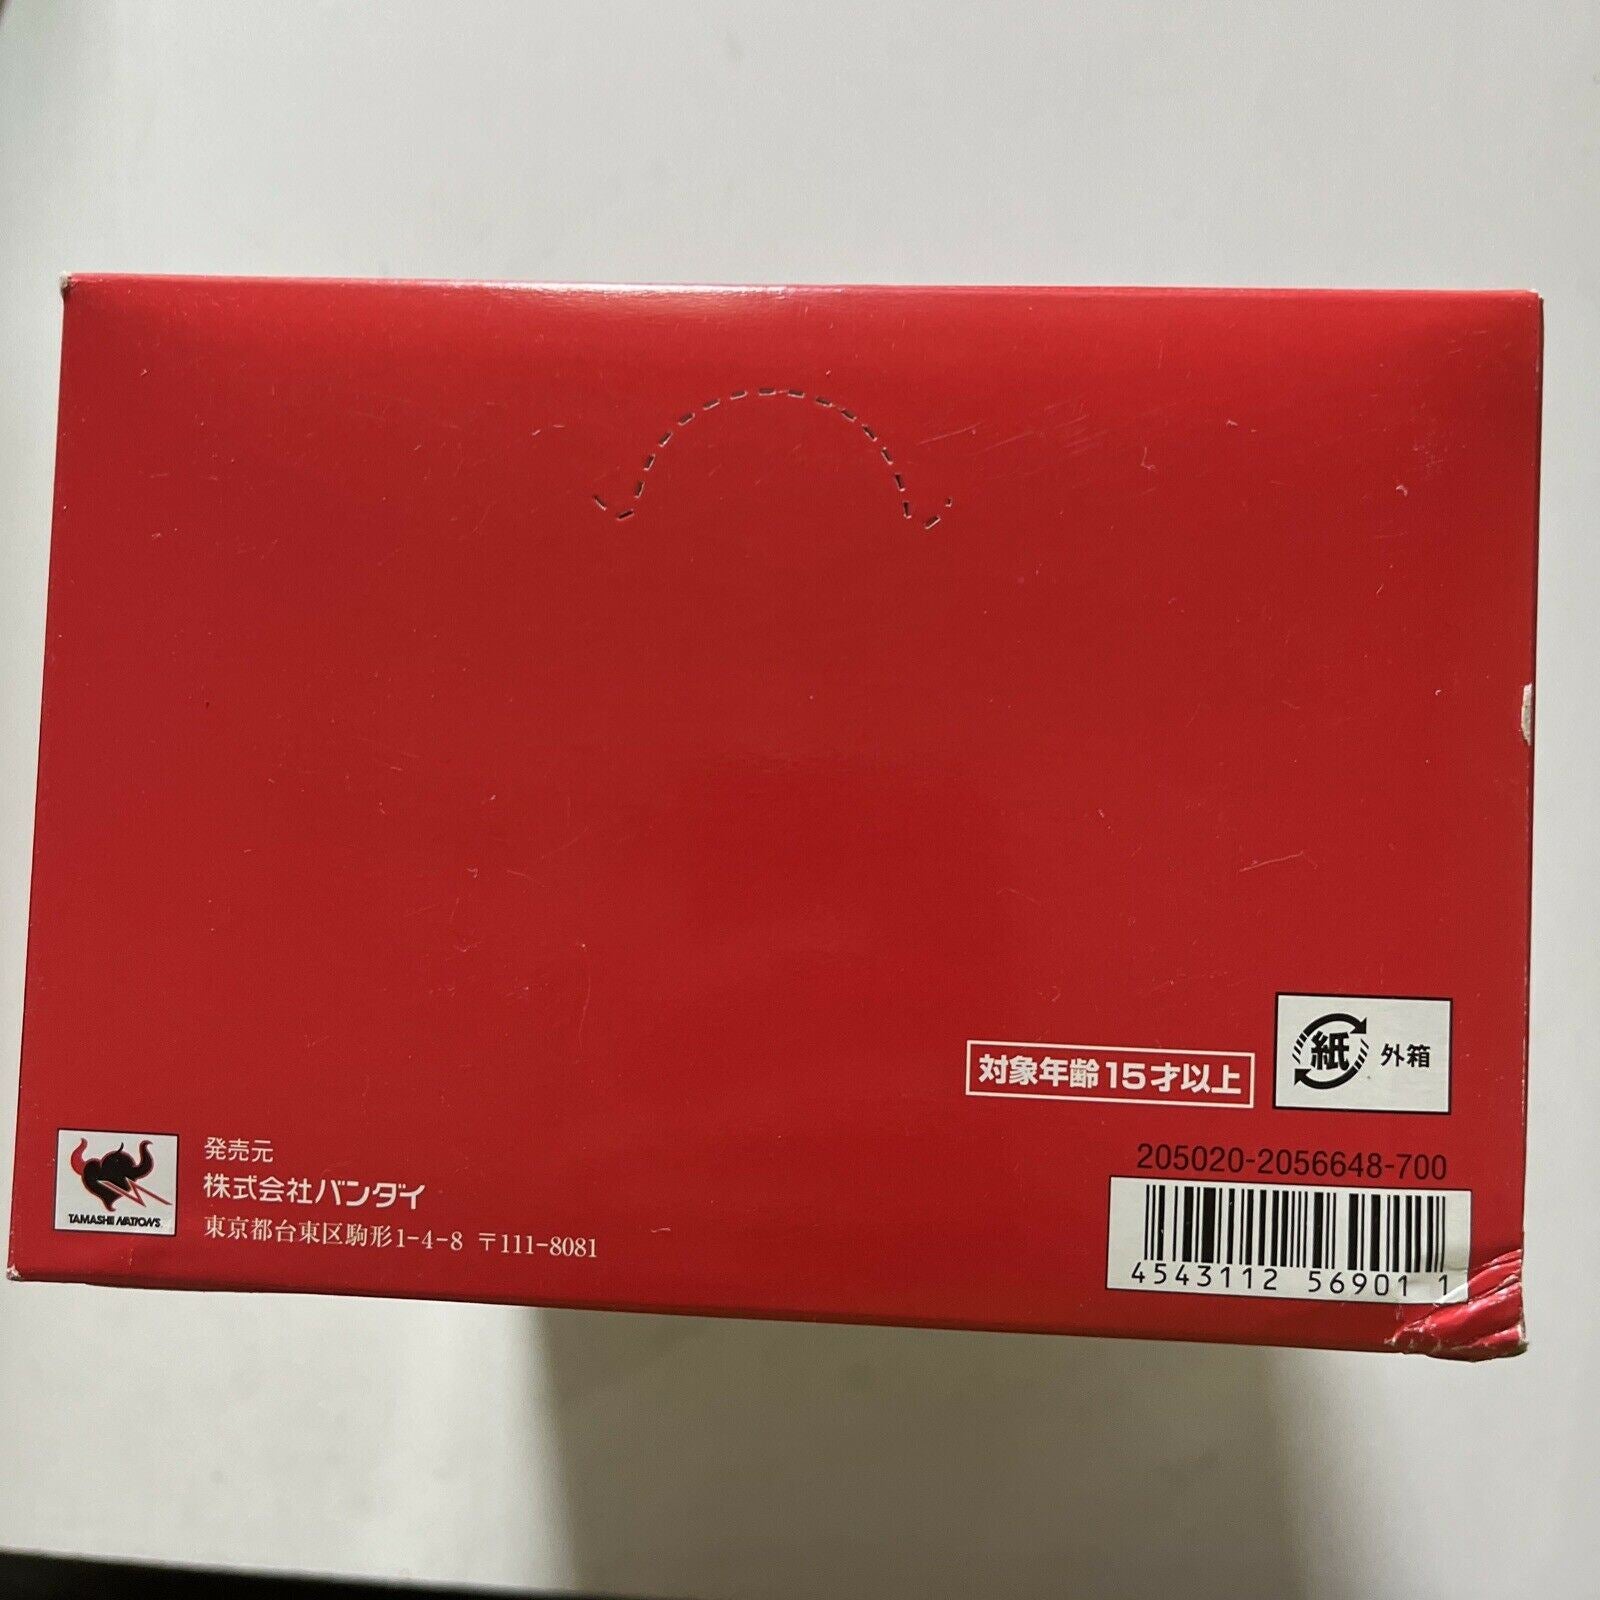 対象年齢15才以上
紙 外箱
TAMASHII NATIONS
発売元
株式会社バンダイ
東京都台東区駒形1-4-8 〒111-8081
205020-2056648-700
4543112 569011